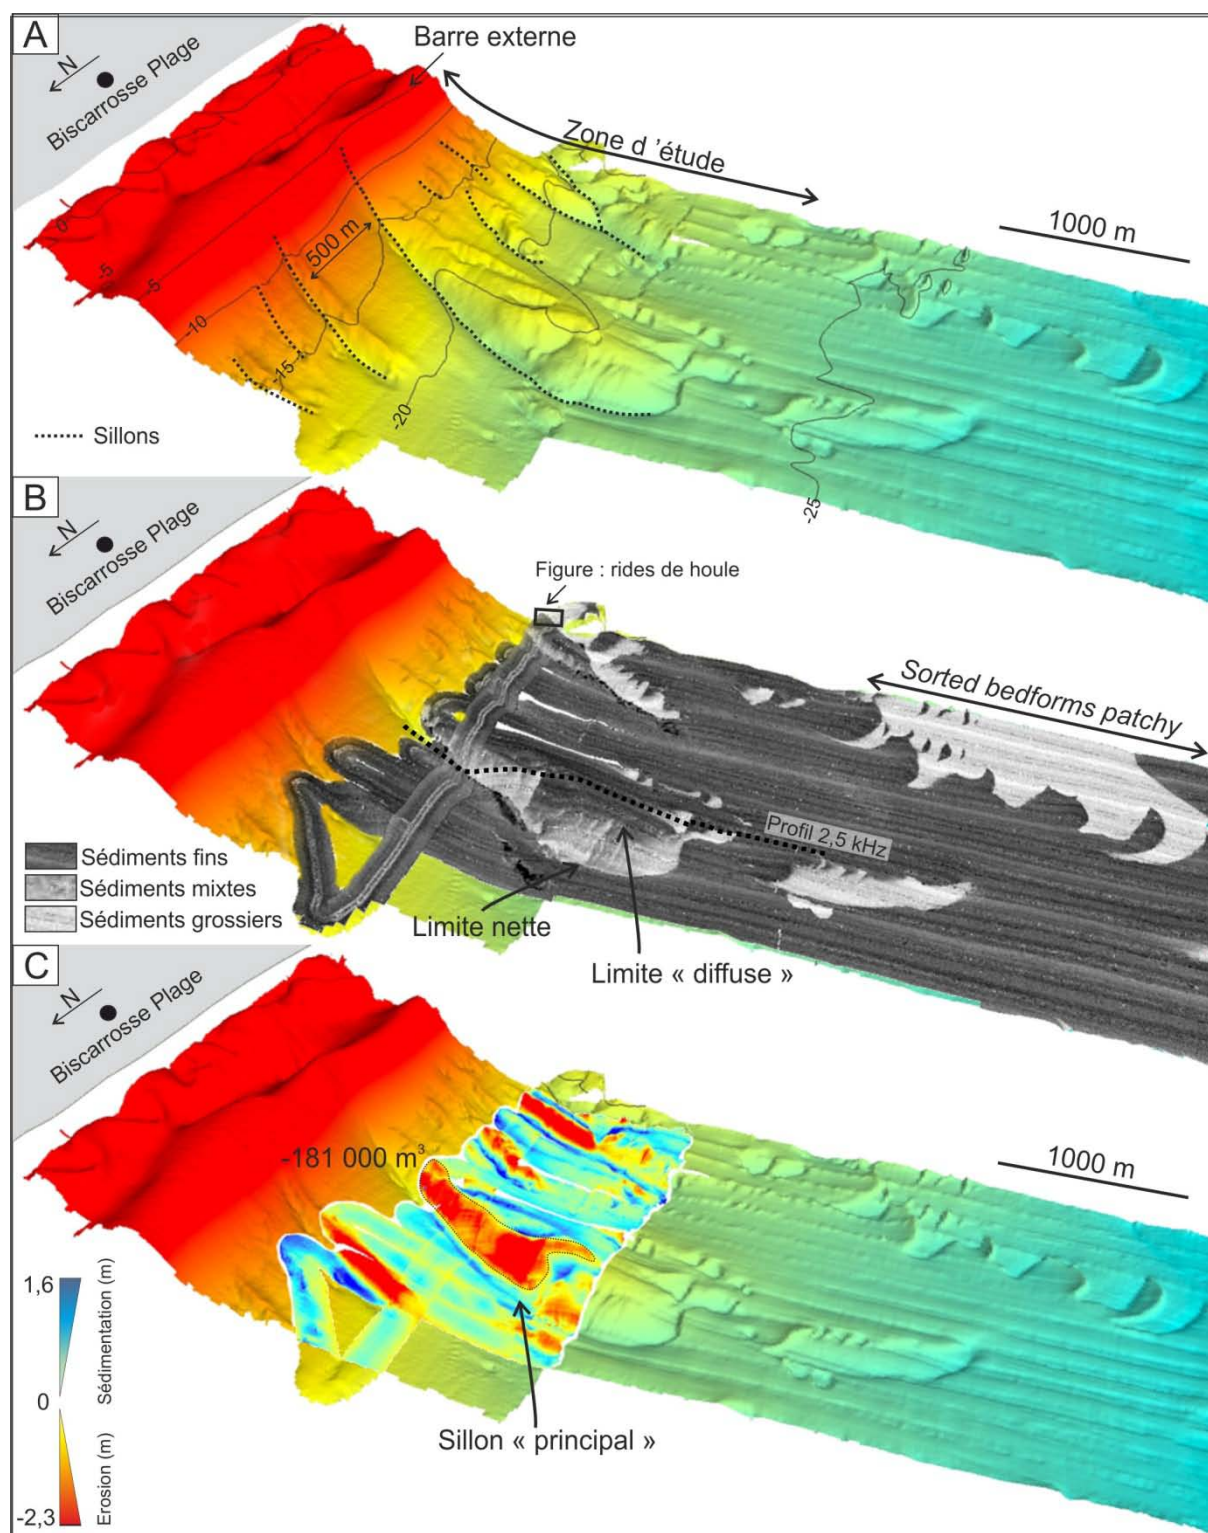 A
Barre externe
N
Biscarrosse Plage
Zone d 'étude
1000 m
500 m
0
-5
-5
-10
-15
-20
-25
Sillons
B
N
Biscarrosse Plage
Figure : rides de houle
Sorted bedforms patchy
Profil 2,5 kHz
Sédiments fins
Sédiments mixtes
Sédiments grossiers
Limite nette
Limite « diffuse »
C
N
Biscarrosse Plage
-181 000 m³
1000 m
1,6
Sédimentation (m)
0
Erosion (m)
-2,3
Sillon « principal »